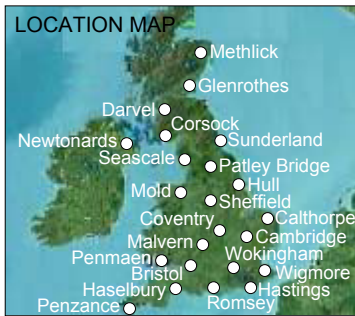 LOCATION MAP
Methlick
Glenrothes
Darvel
Corsock
Newtonards
Sunderland
Seascale
Patley Bridge
Hull
Mold
Sheffield
Calthorpe
Coventry
Cambridge
Malvern
Penmaen
Wokingham
Bristol
Wigmore
Haselbury
Romsey
Hastings
Penzance